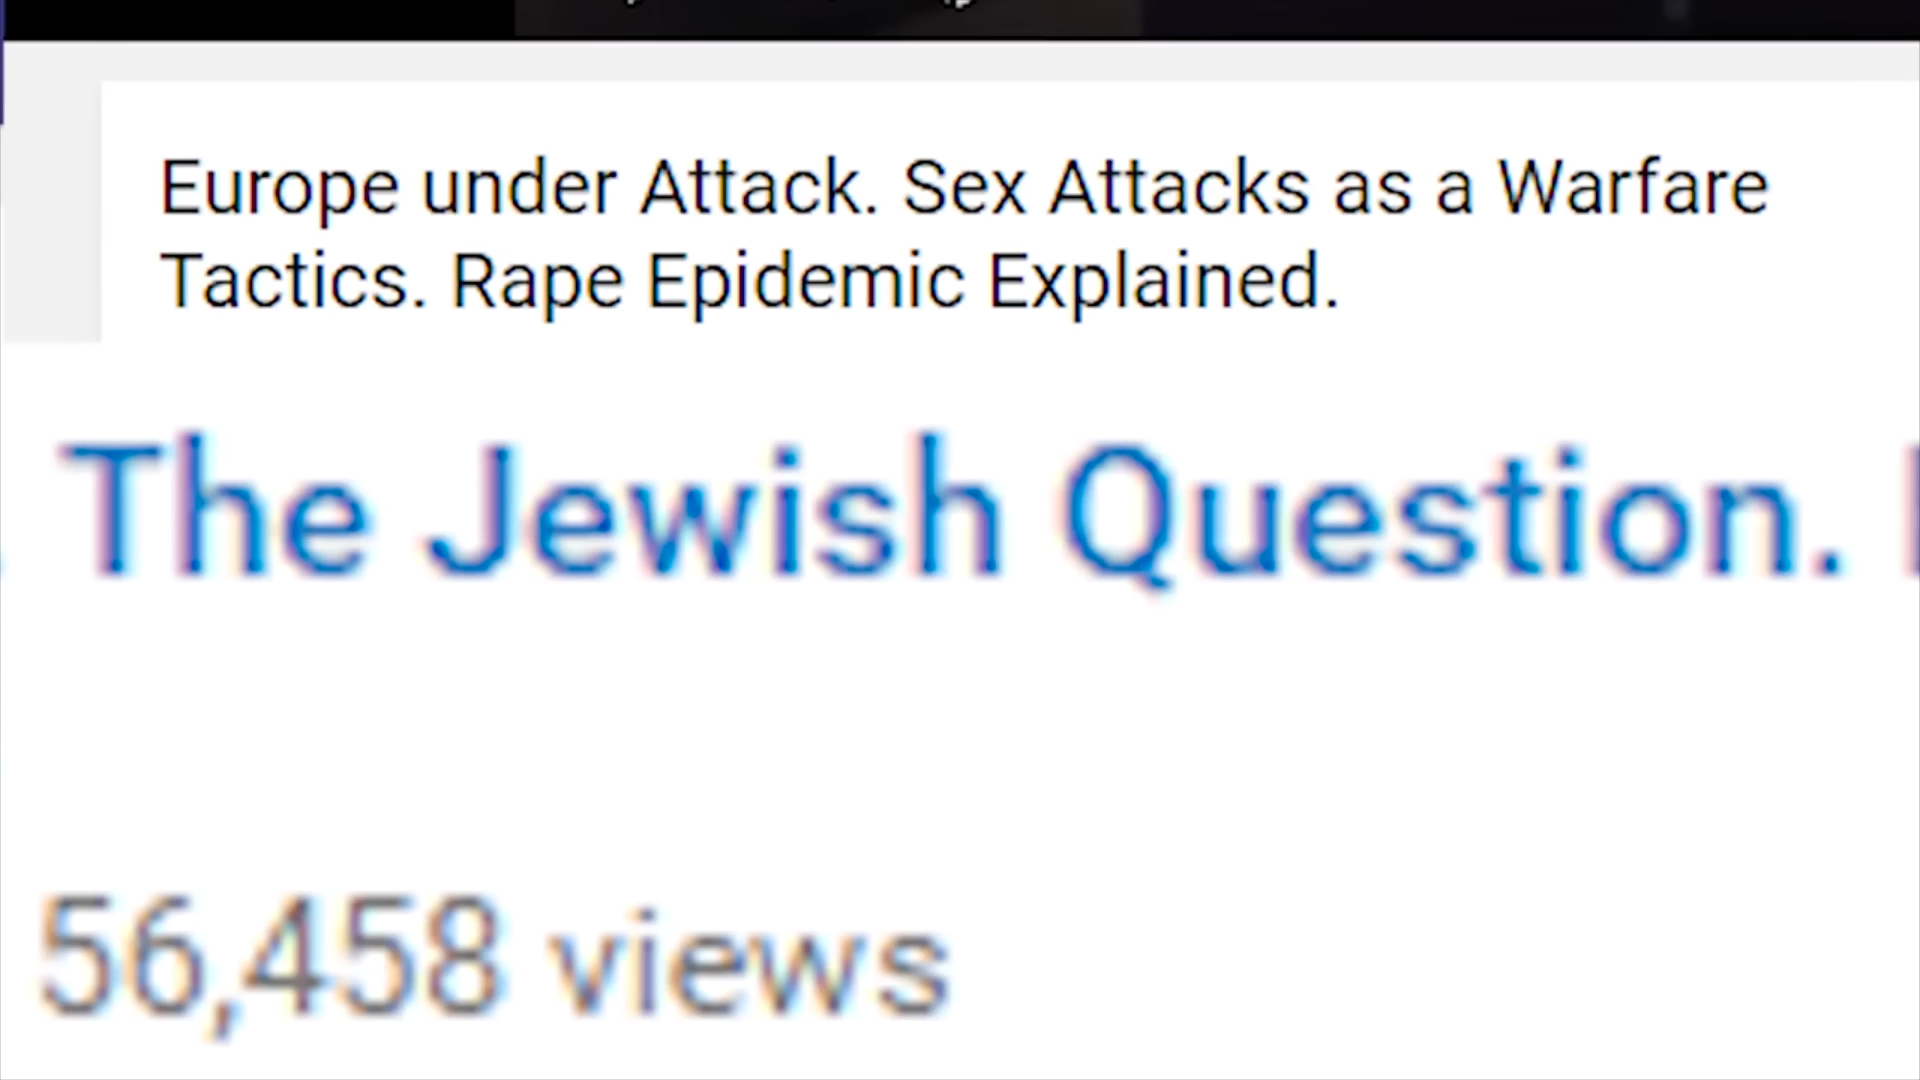 Europe under Attack. Sex Attacks as a Warfare
Tactics. Rape Epidemic Explained.
The Jewish Question.
56,458 views